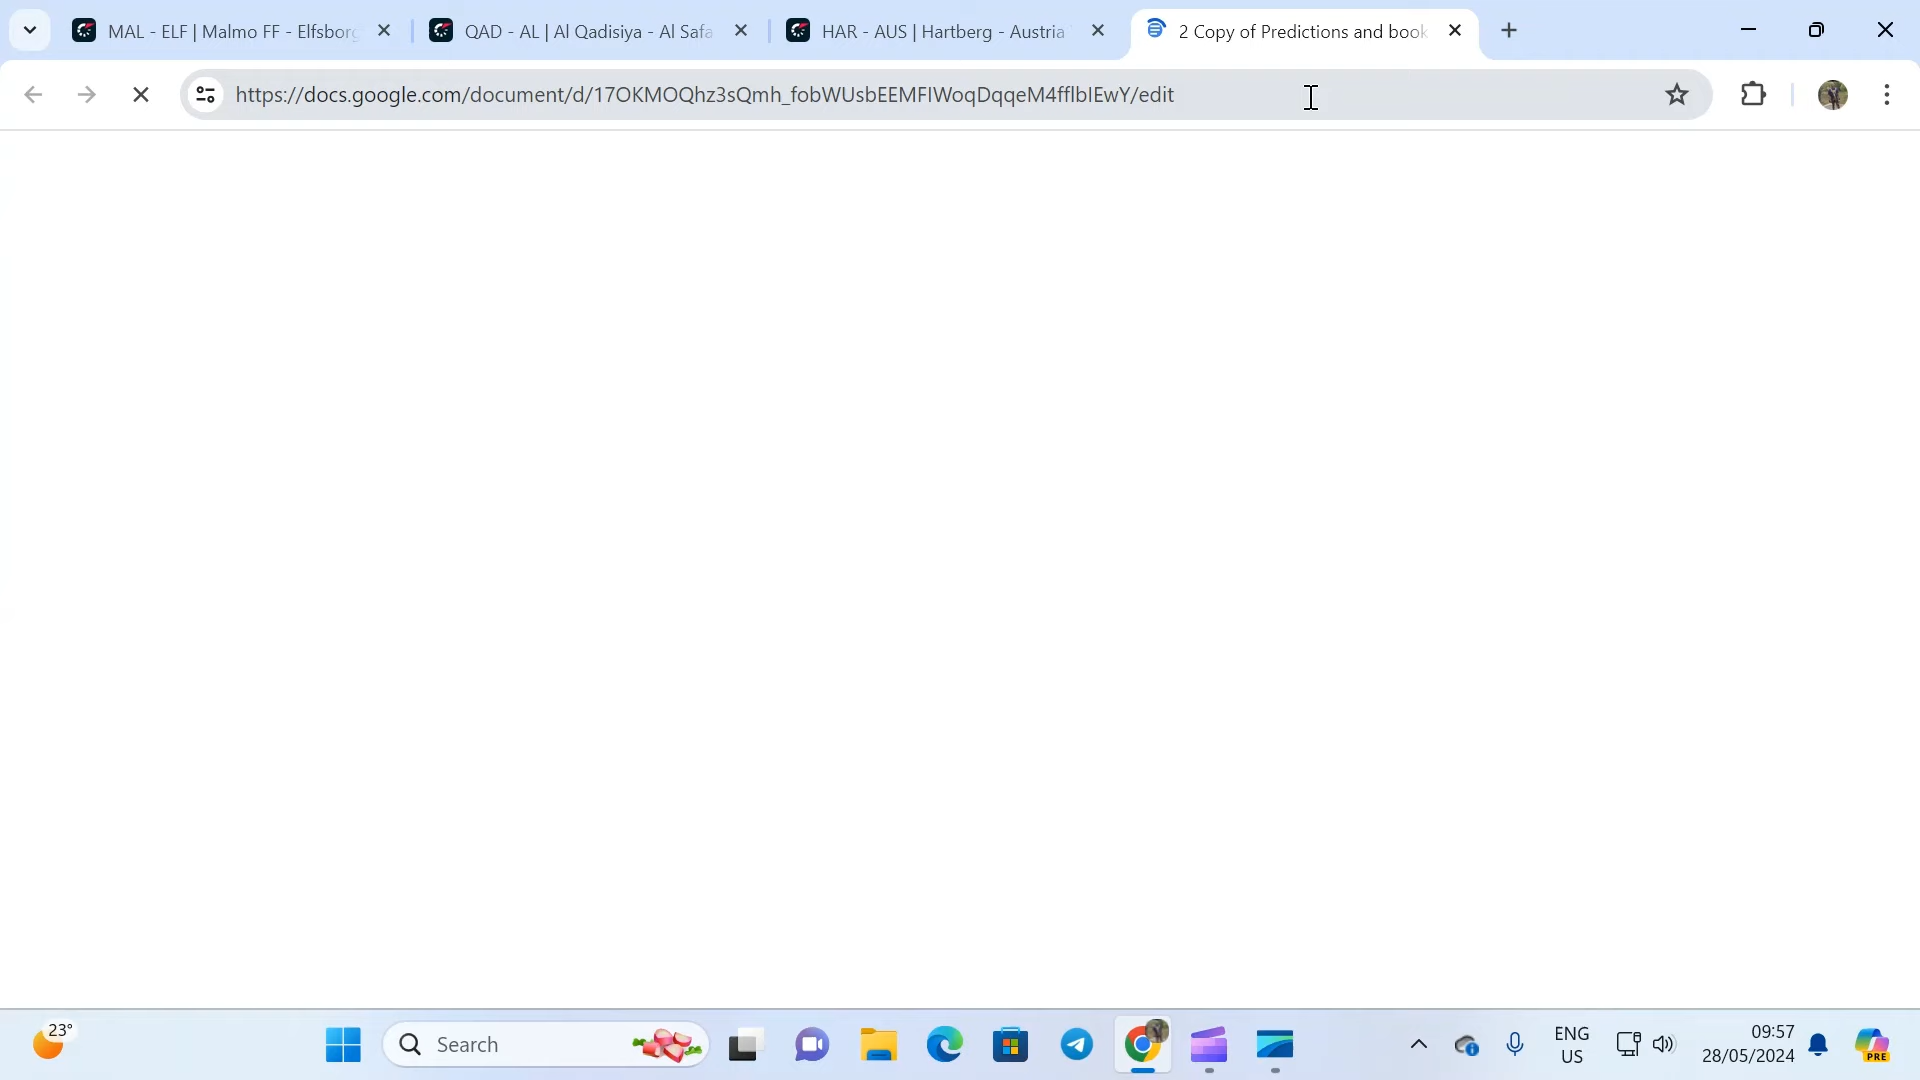 MAL - ELF | Malmo FF - Elfsborg
QAD - AL | Al Qadisiya - Al Safa
HAR - AUS | Hartberg - Austria
2 Copy of Predictions and book
https://docs.google.com/document/d/17OKMOQhz3sQmh_fobWUsbEEMFIWoqDqqeM4fflbIEwY/edit
23°
Search
ENG
US
09:57
28/05/2024
PRE